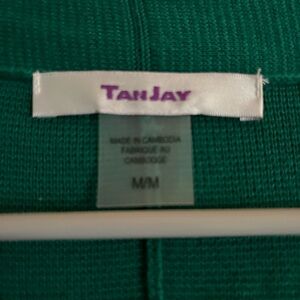 TANJAY
MADE IN CAMBODIA
FABRIQUÉ AU
CAMBODGE
M/M